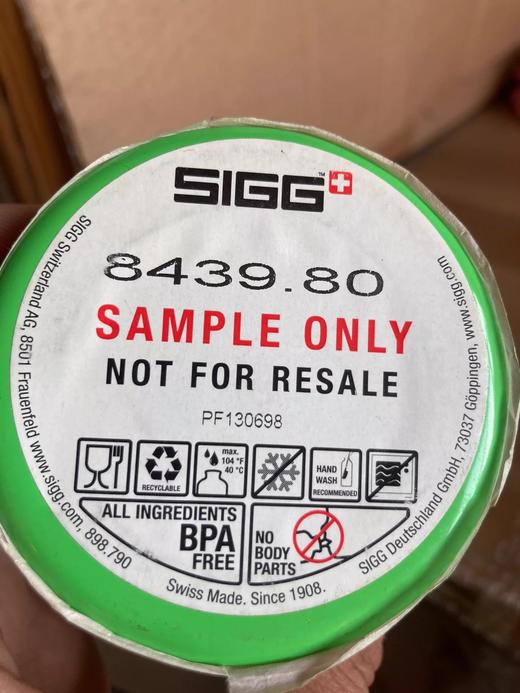 SIGG™
8439.80
SAMPLE ONLY
NOT FOR RESALE
PF130698
RECYCLABLE
max.
104 °F
40 °C
HAND
WASH
RECOMMENDED
ALL INGREDIENTS
BPA
FREE
NO
BODY
PARTS
SIGG Switzerland AG, 8501 Frauenfeld www.sigg.com, 898.790
Swiss Made. Since 1908.
SIGG Deutschland GmbH, 73037 Göppingen. www.sigg.com